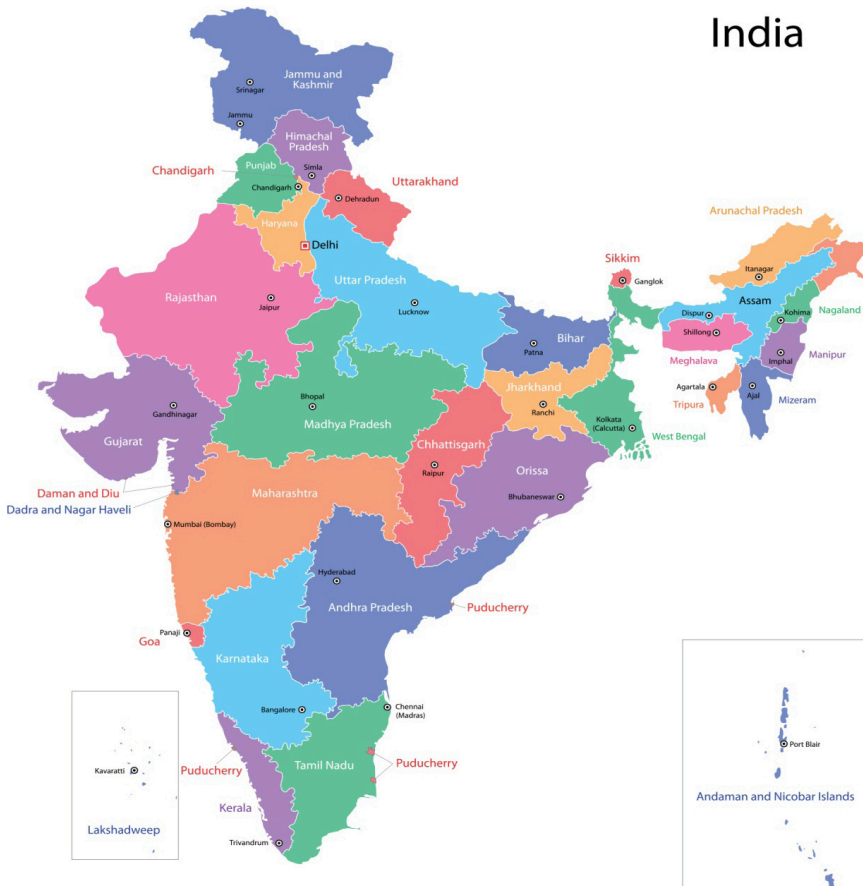 India
Jammu and
Kashmir
Srinagar
Jammu
Himachal
Pradesh
Simla
Punjab
Chandigarh
Chandigarh
Uttarakhand
Dehradun
Haryana
Delhi
Arunachal Pradesh
Itanagar
Sikkim
Ganglok
Assam
Dispur
Kohima
Nagaland
Shillong
Meghalava
Imphal
Manipur
Agartala
Tripura
Ajal
Mizeram
Rajasthan
Jaipur
Uttar Pradesh
Lucknow
Bihar
Patna
Jharkhand
Ranchi
Kolkata
(Calcutta)
West Bengal
Gandhinagar
Gujarat
Bhopal
Madhya Pradesh
Chhattisgarh
Raipur
Orissa
Bhubaneswar
Daman and Diu
Dadra and Nagar Haveli
Maharashtra
Mumbai (Bombay)
Hyderabad
Andhra Pradesh
Puducherry
Panaji
Goa
Karnataka
Bangalore
Chennai
(Madras)
Puducherry
Tamil Nadu
Puducherry
Kerala
Trivandrum
Kavaratti
Lakshadweep
Port Blair
Andaman and Nicobar Islands